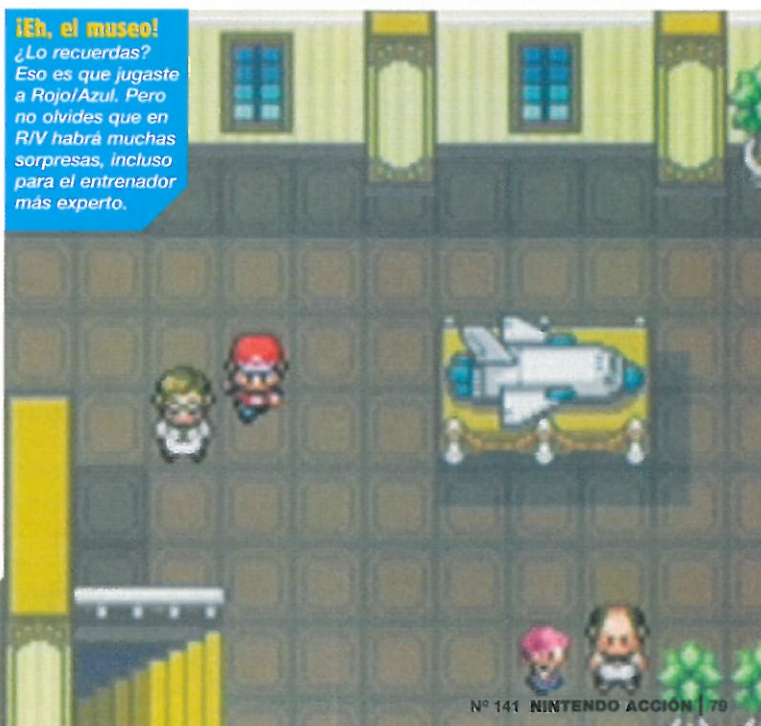 ¡Eh, el museo!
¿Lo recuerdas?
Eso es que jugaste
a Rojo/Azul. Pero
no olvides que en
R/V habrá muchas
sorpresas, incluso
para el entrenador
más experto.
Nº 141 NINTENDO ACCIÓN | 79